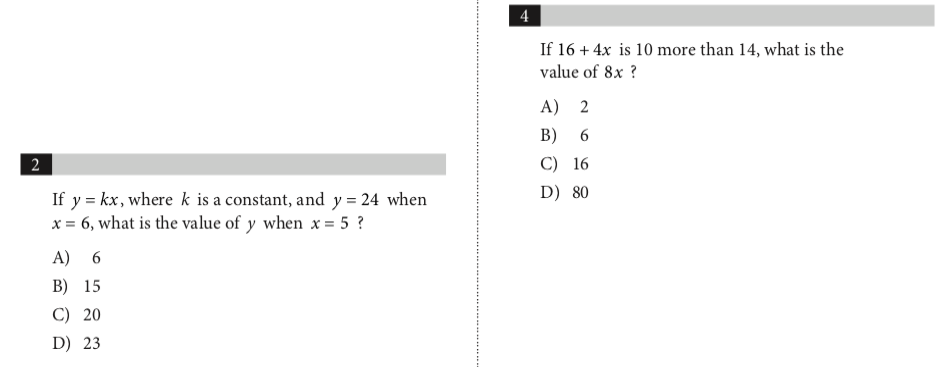 2
If y = kx, where k is a constant, and y = 24 when
x = 6, what is the value of y when x = 5 ?
A) 6
B) 15
C) 20
D) 23
4
If 16 + 4x is 10 more than 14, what is the
value of 8x ?
A) 2
B) 6
C) 16
D) 80